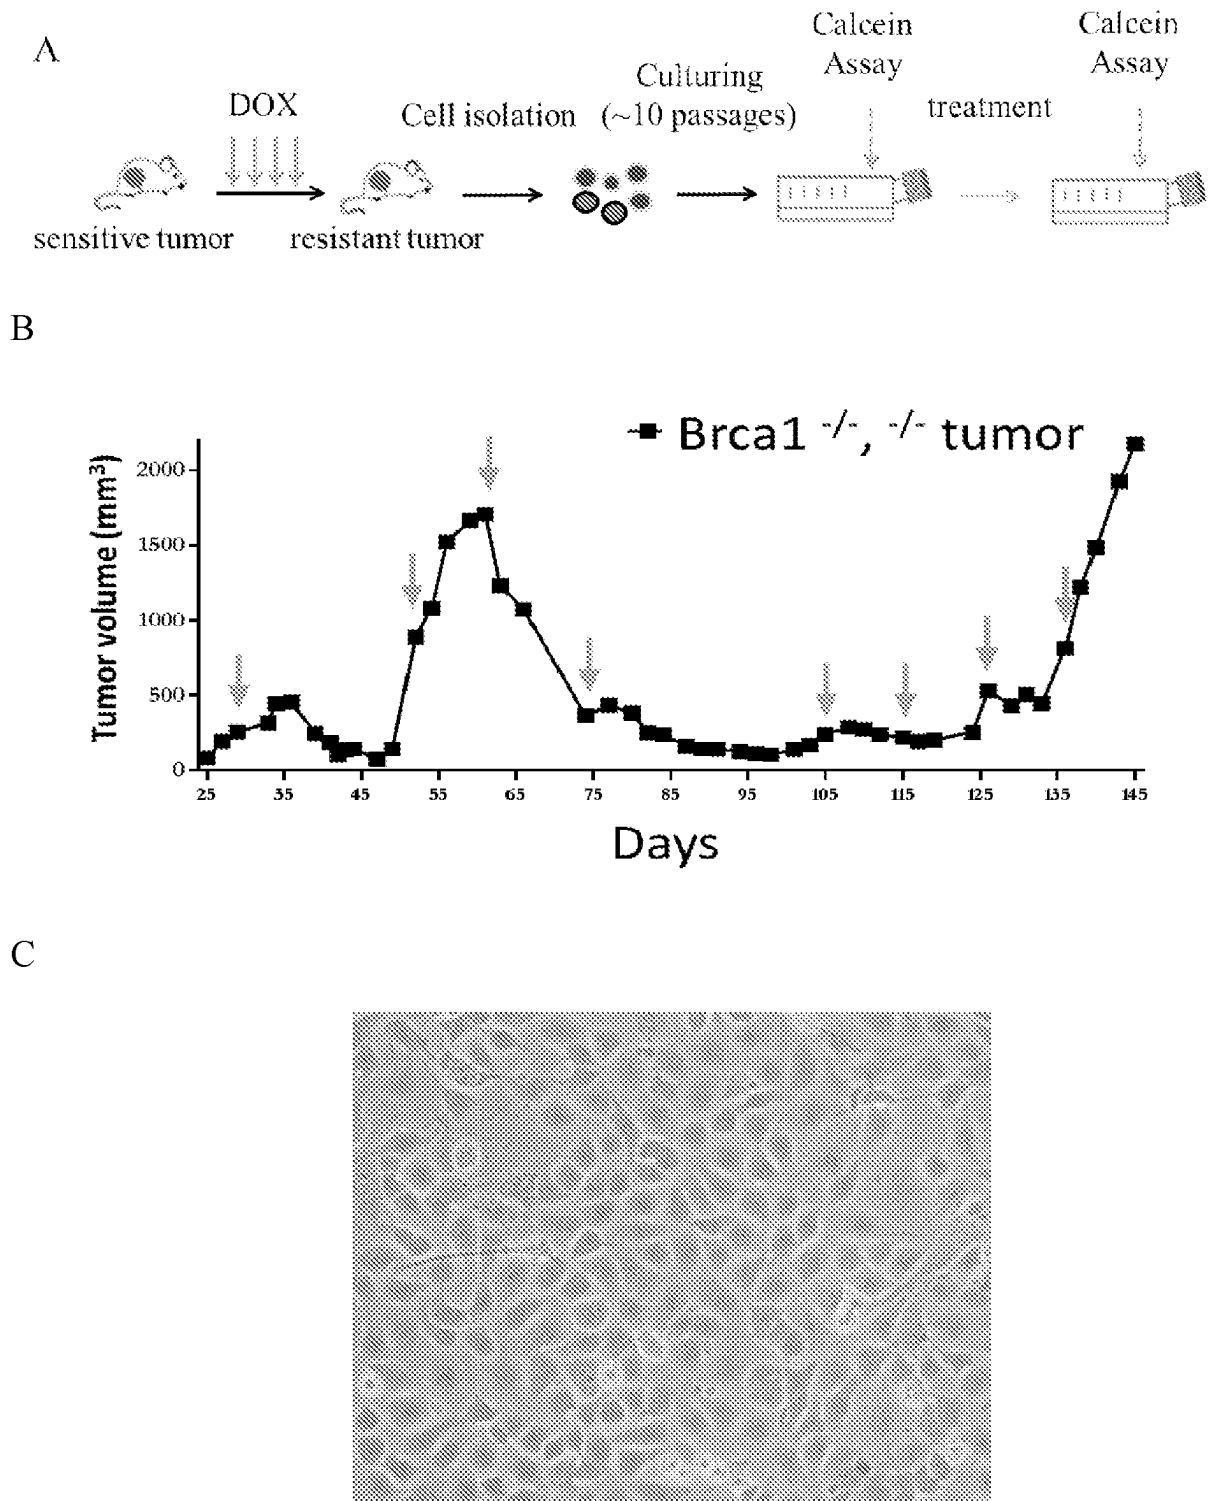 A
DOX
Cell isolation
Culturing
(~10 passages)
Calcein
Assay
treatment
Calcein
Assay
sensitive tumor
resistant tumor
B
Brca1 -/-, -/- tumor
Tumor volume (mm³)
2000
1500
1000
500
0
25 35 45 55 65 75 85 95 105 115 125 135 145
Days
C